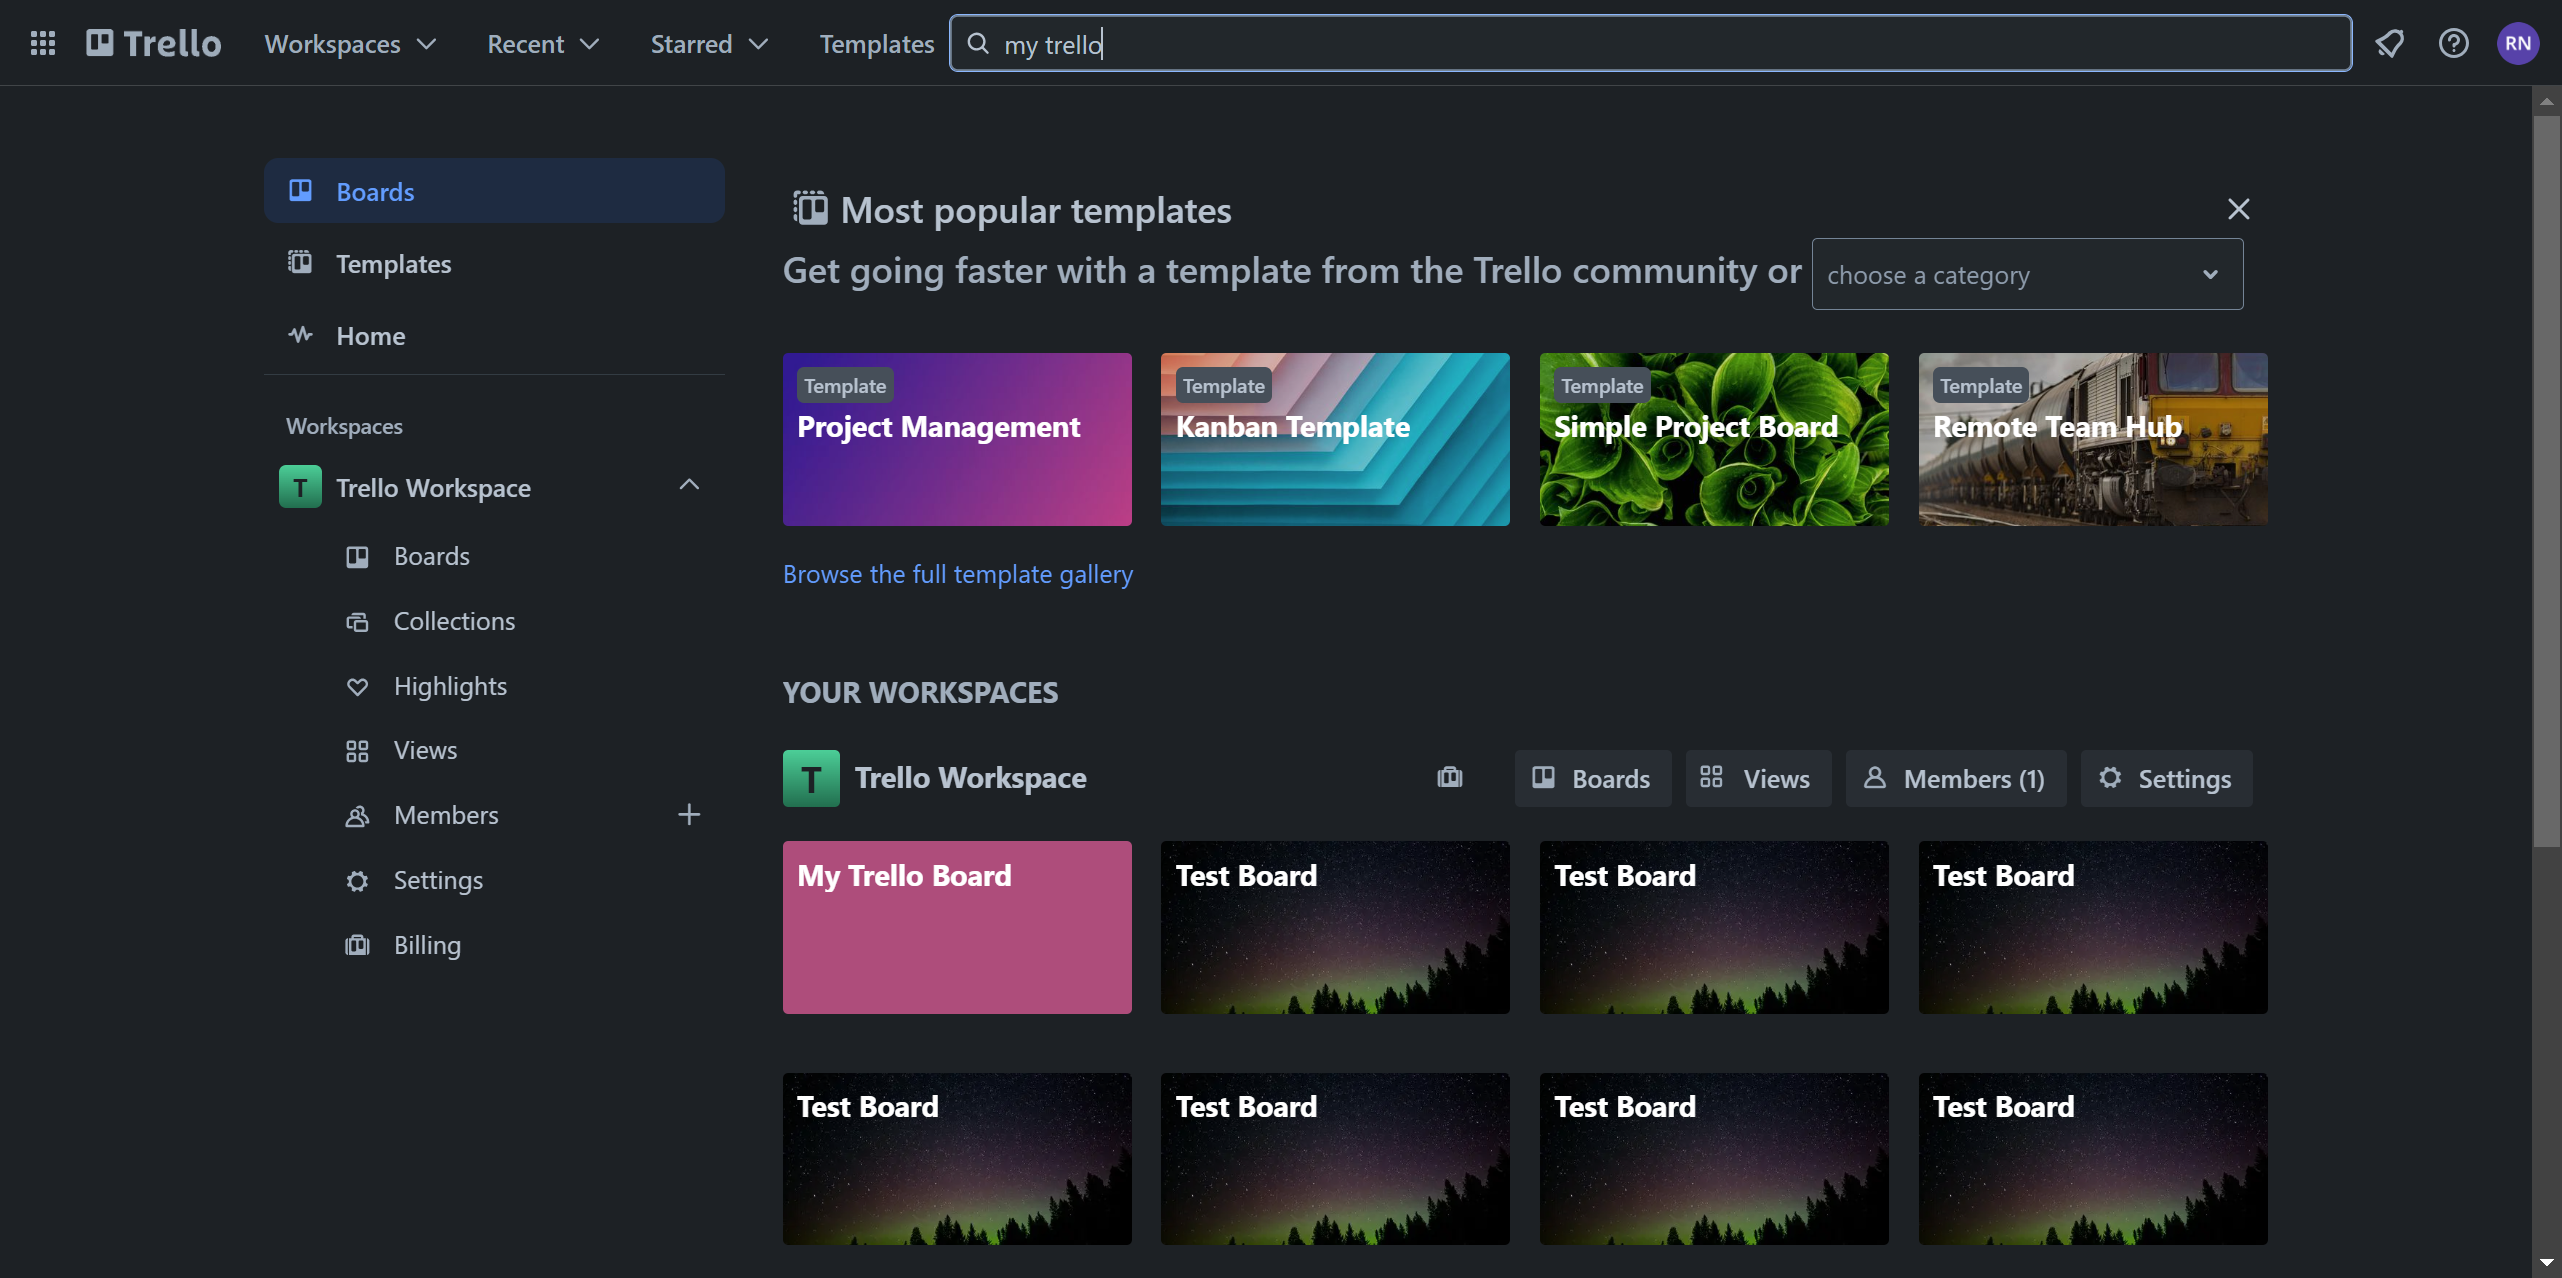 Trello
Workspaces
Recent
Starred
Templates
my trello
RN
Boards
Templates
Home
Workspaces
T
Trello Workspace
Boards
Collections
Highlights
Views
Members
Settings
Billing
Most popular templates
Get going faster with a template from the Trello community or
choose a category
Template
Project Management
Template
Kanban Template
Template
Simple Project Board
Template
Remote Team Hub
Browse the full template gallery
YOUR WORKSPACES
T
Trello Workspace
Boards
Views
Members (1)
Settings
My Trello Board
Test Board
Test Board
Test Board
Test Board
Test Board
Test Board
Test Board